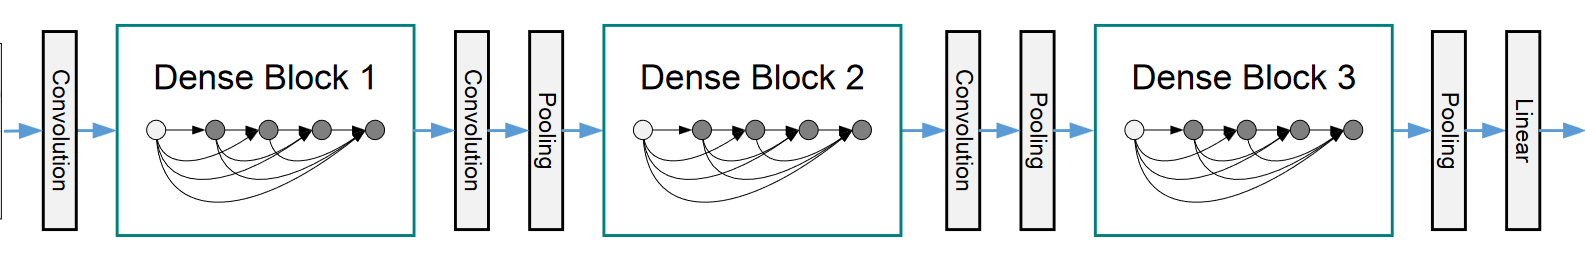 Convolution
Dense Block 1
Convolution
Pooling
Dense Block 2
Convolution
Pooling
Dense Block 3
Pooling
Linear